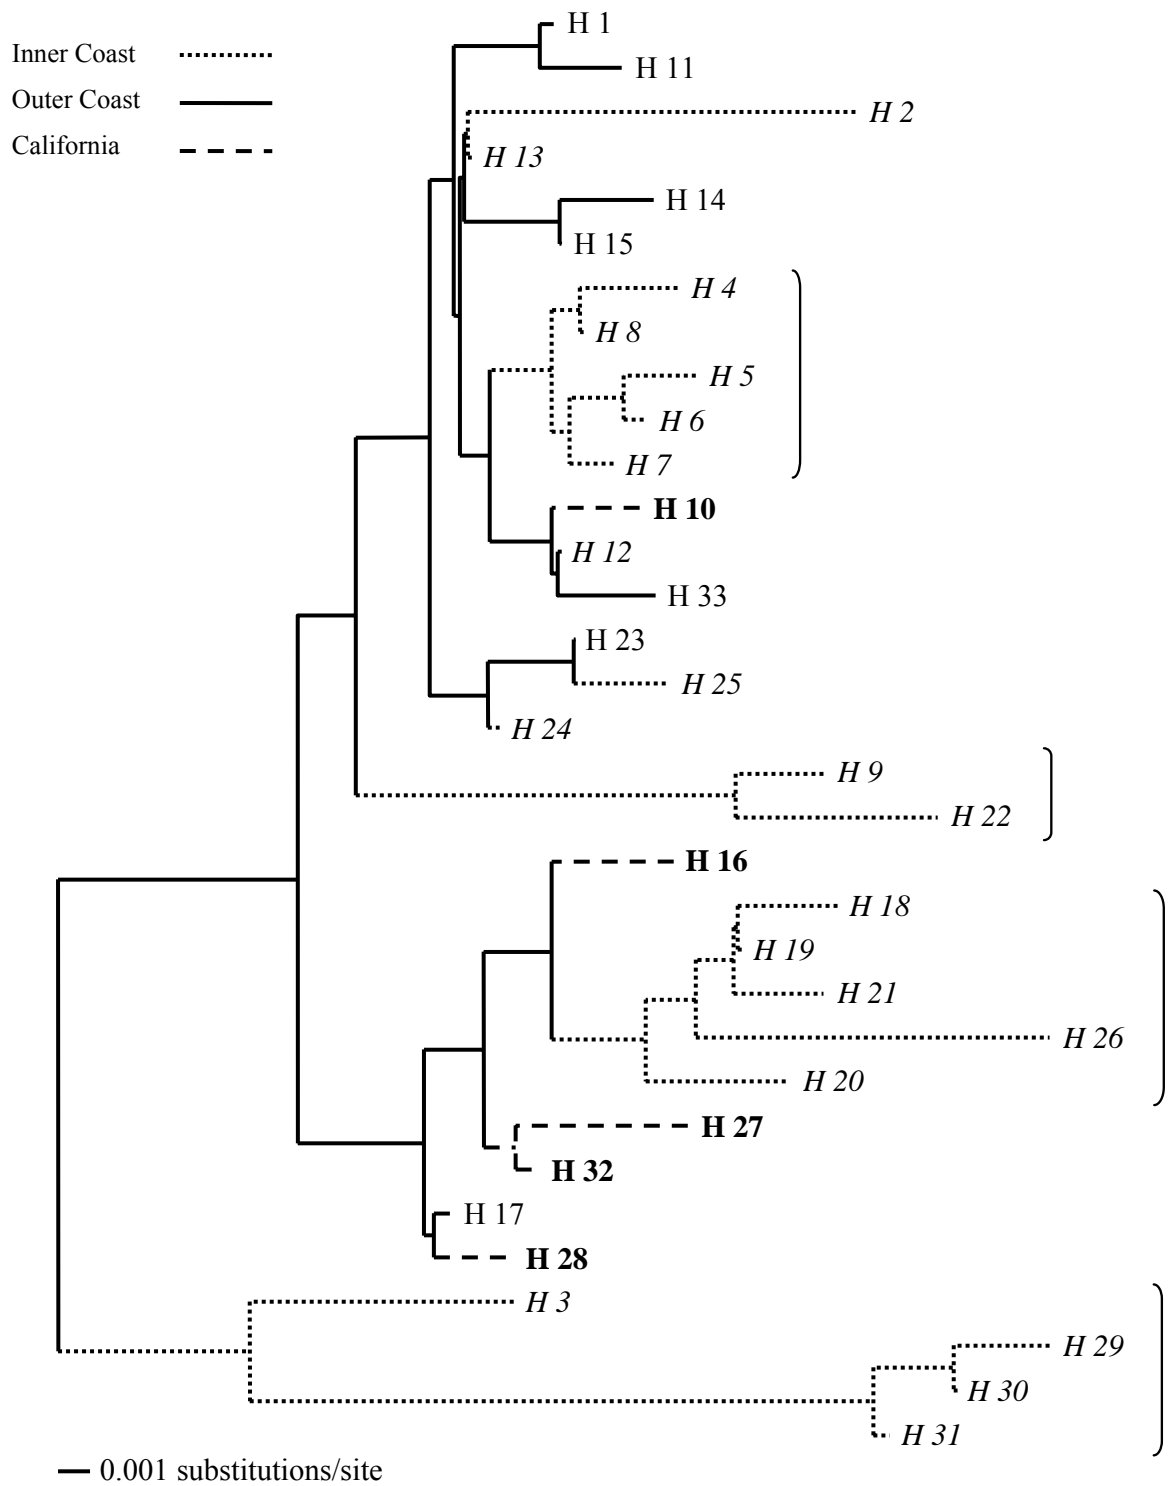 Inner Coast
Outer Coast
California
H 1
H 11
H 2
H 13
H 14
H 15
H 4
H 8
H 5
H 6
H 7
H 10
H 12
H 33
H 23
H 25
H 24
H 9
H 22
H 16
H 18
H 19
H 21
H 26
H 20
H 27
H 32
H 17
H 28
H 3
H 29
H 30
H 31
0.001 substitutions/site